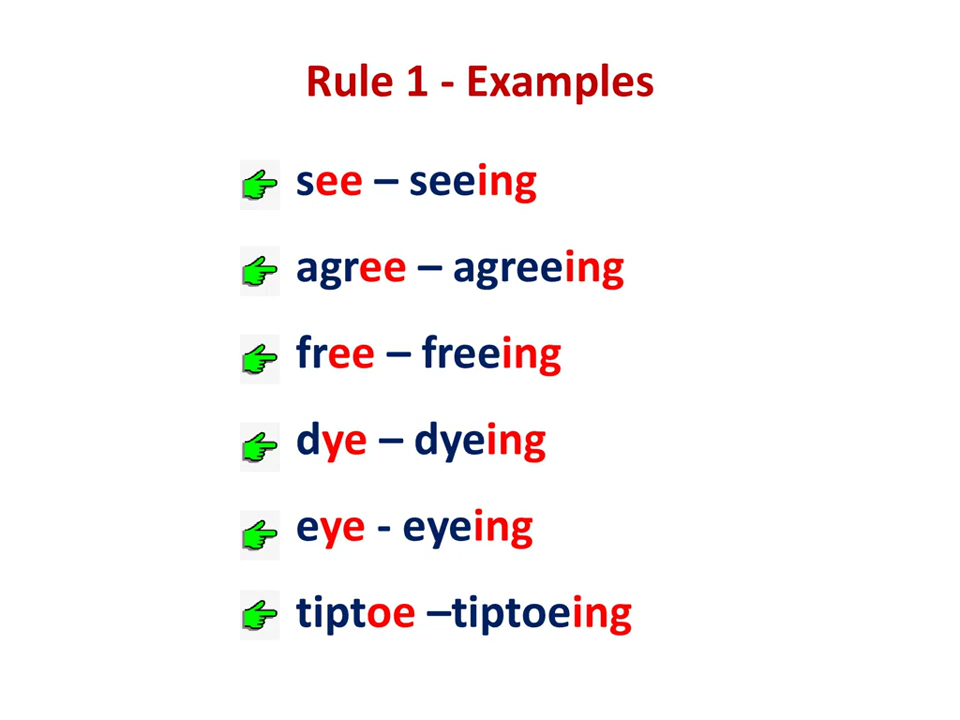 Rule 1 - Examples
see – seeing
agree – agreeing
free – freeing
dye – dyeing
eye - eyeing
tiptoe –tiptoeing